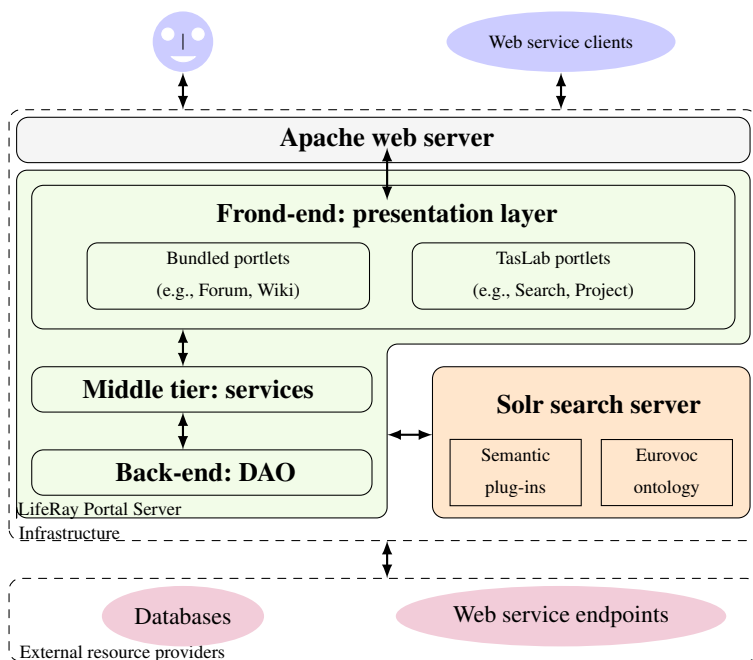 Web service clients
Apache web server
Frond-end: presentation layer
Bundled portlets
(e.g., Forum, Wiki)
TasLab portlets
(e.g., Search, Project)
Middle tier: services
Back-end: DAO
LifeRay Portal Server
Solr search server
Semantic
plug-ins
Eurovoc
ontology
Infrastructure
Databases
Web service endpoints
External resource providers